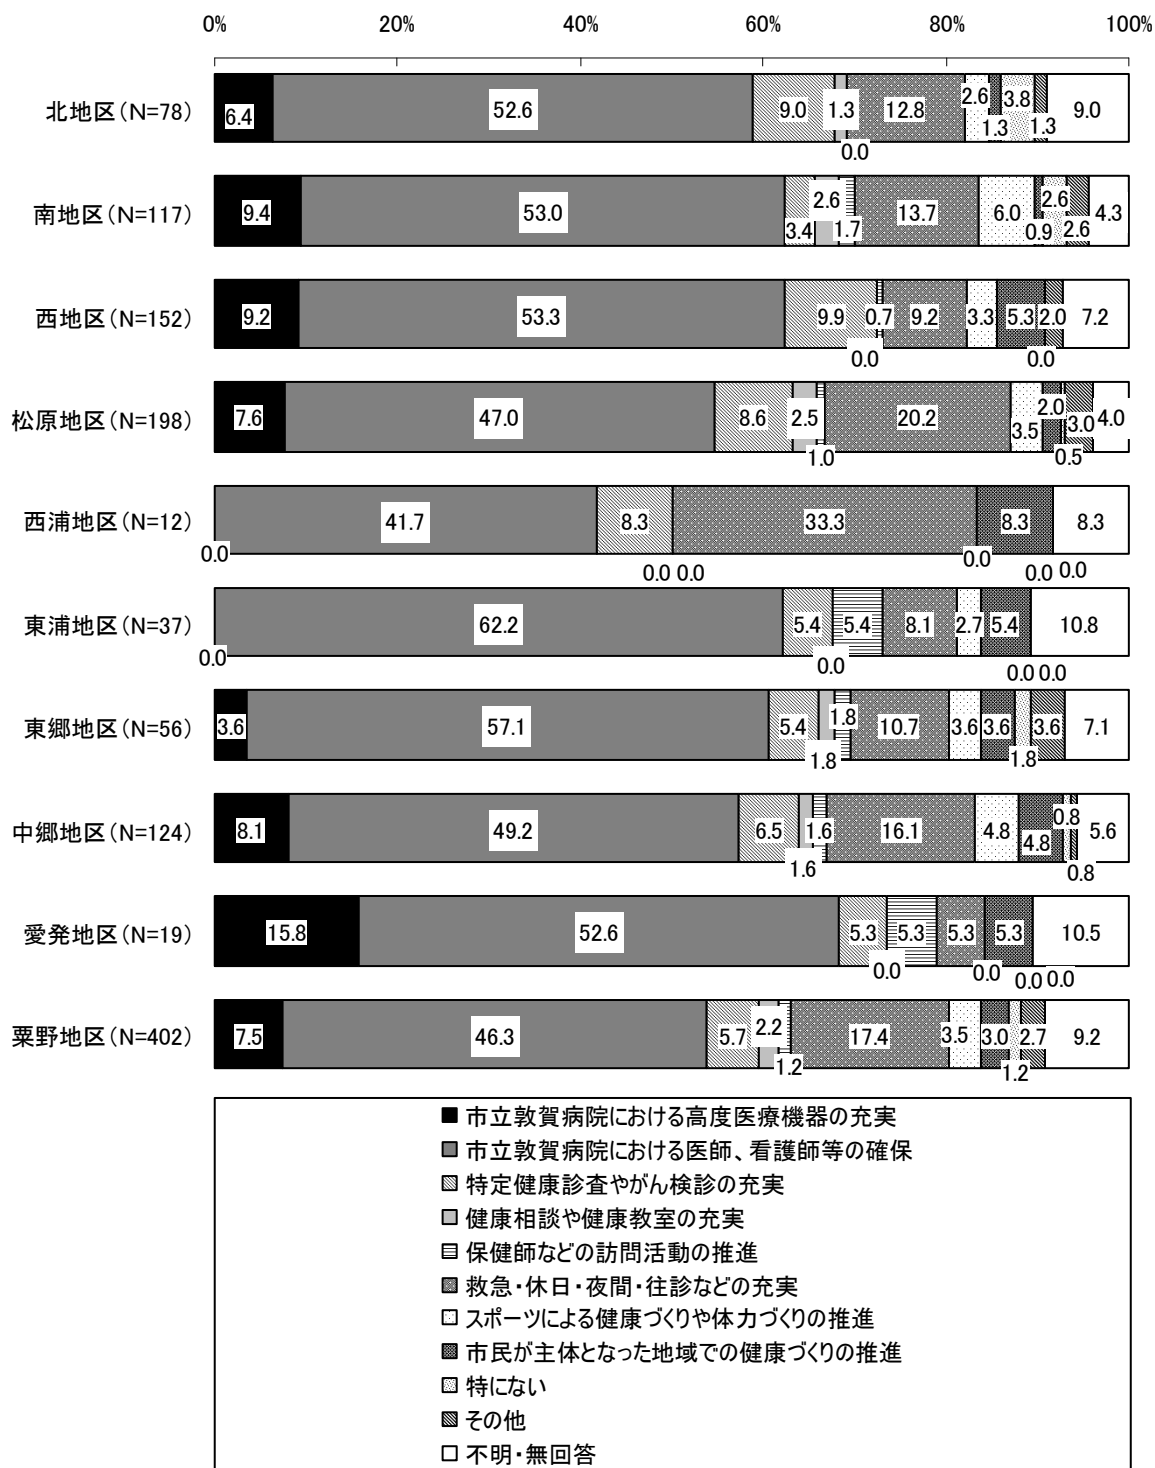 0% 20% 40% 60% 80% 100%
北地区(N=78) 6.4 52.6 9.0 1.3 0.0 12.8 2.6 1.3 3.8 1.3 9.0
南地区(N=117) 9.4 53.0 3.4 2.6 1.7 13.7 6.0 0.9 2.6 2.6 4.3
西地区(N=152) 9.2 53.3 9.9 0.0 0.7 9.2 3.3 5.3 0.0 2.0 7.2
松原地区(N=198) 7.6 47.0 8.6 2.5 1.0 20.2 3.5 2.0 0.5 3.0 4.0
西浦地区(N=12) 0.0 41.7 8.3 0.0 0.0 33.3 0.0 8.3 0.0 0.0 8.3
東浦地区(N=37) 0.0 62.2 5.4 0.0 5.4 8.1 2.7 5.4 0.0 0.0 10.8
東郷地区(N=56) 3.6 57.1 5.4 1.8 1.8 10.7 3.6 3.6 1.8 3.6 7.1
中郷地区(N=124) 8.1 49.2 6.5 1.6 1.6 16.1 4.8 4.8 0.8 0.8 5.6
愛発地区(N=19) 15.8 52.6 5.3 0.0 5.3 5.3 0.0 5.3 0.0 0.0 10.5
粟野地区(N=402) 7.5 46.3 5.7 2.2 1.2 17.4 3.5 3.0 1.2 2.7 9.2
市立敦賀病院における高度医療機器の充実
市立敦賀病院における医師、看護師等の確保
特定健康診査やがん検診の充実
健康相談や健康教室の充実
保健師などの訪問活動の推進
救急・休日・夜間・往診などの充実
スポーツによる健康づくりや体力づくりの推進
市民が主体となった地域での健康づくりの推進
特にない
その他
不明・無回答